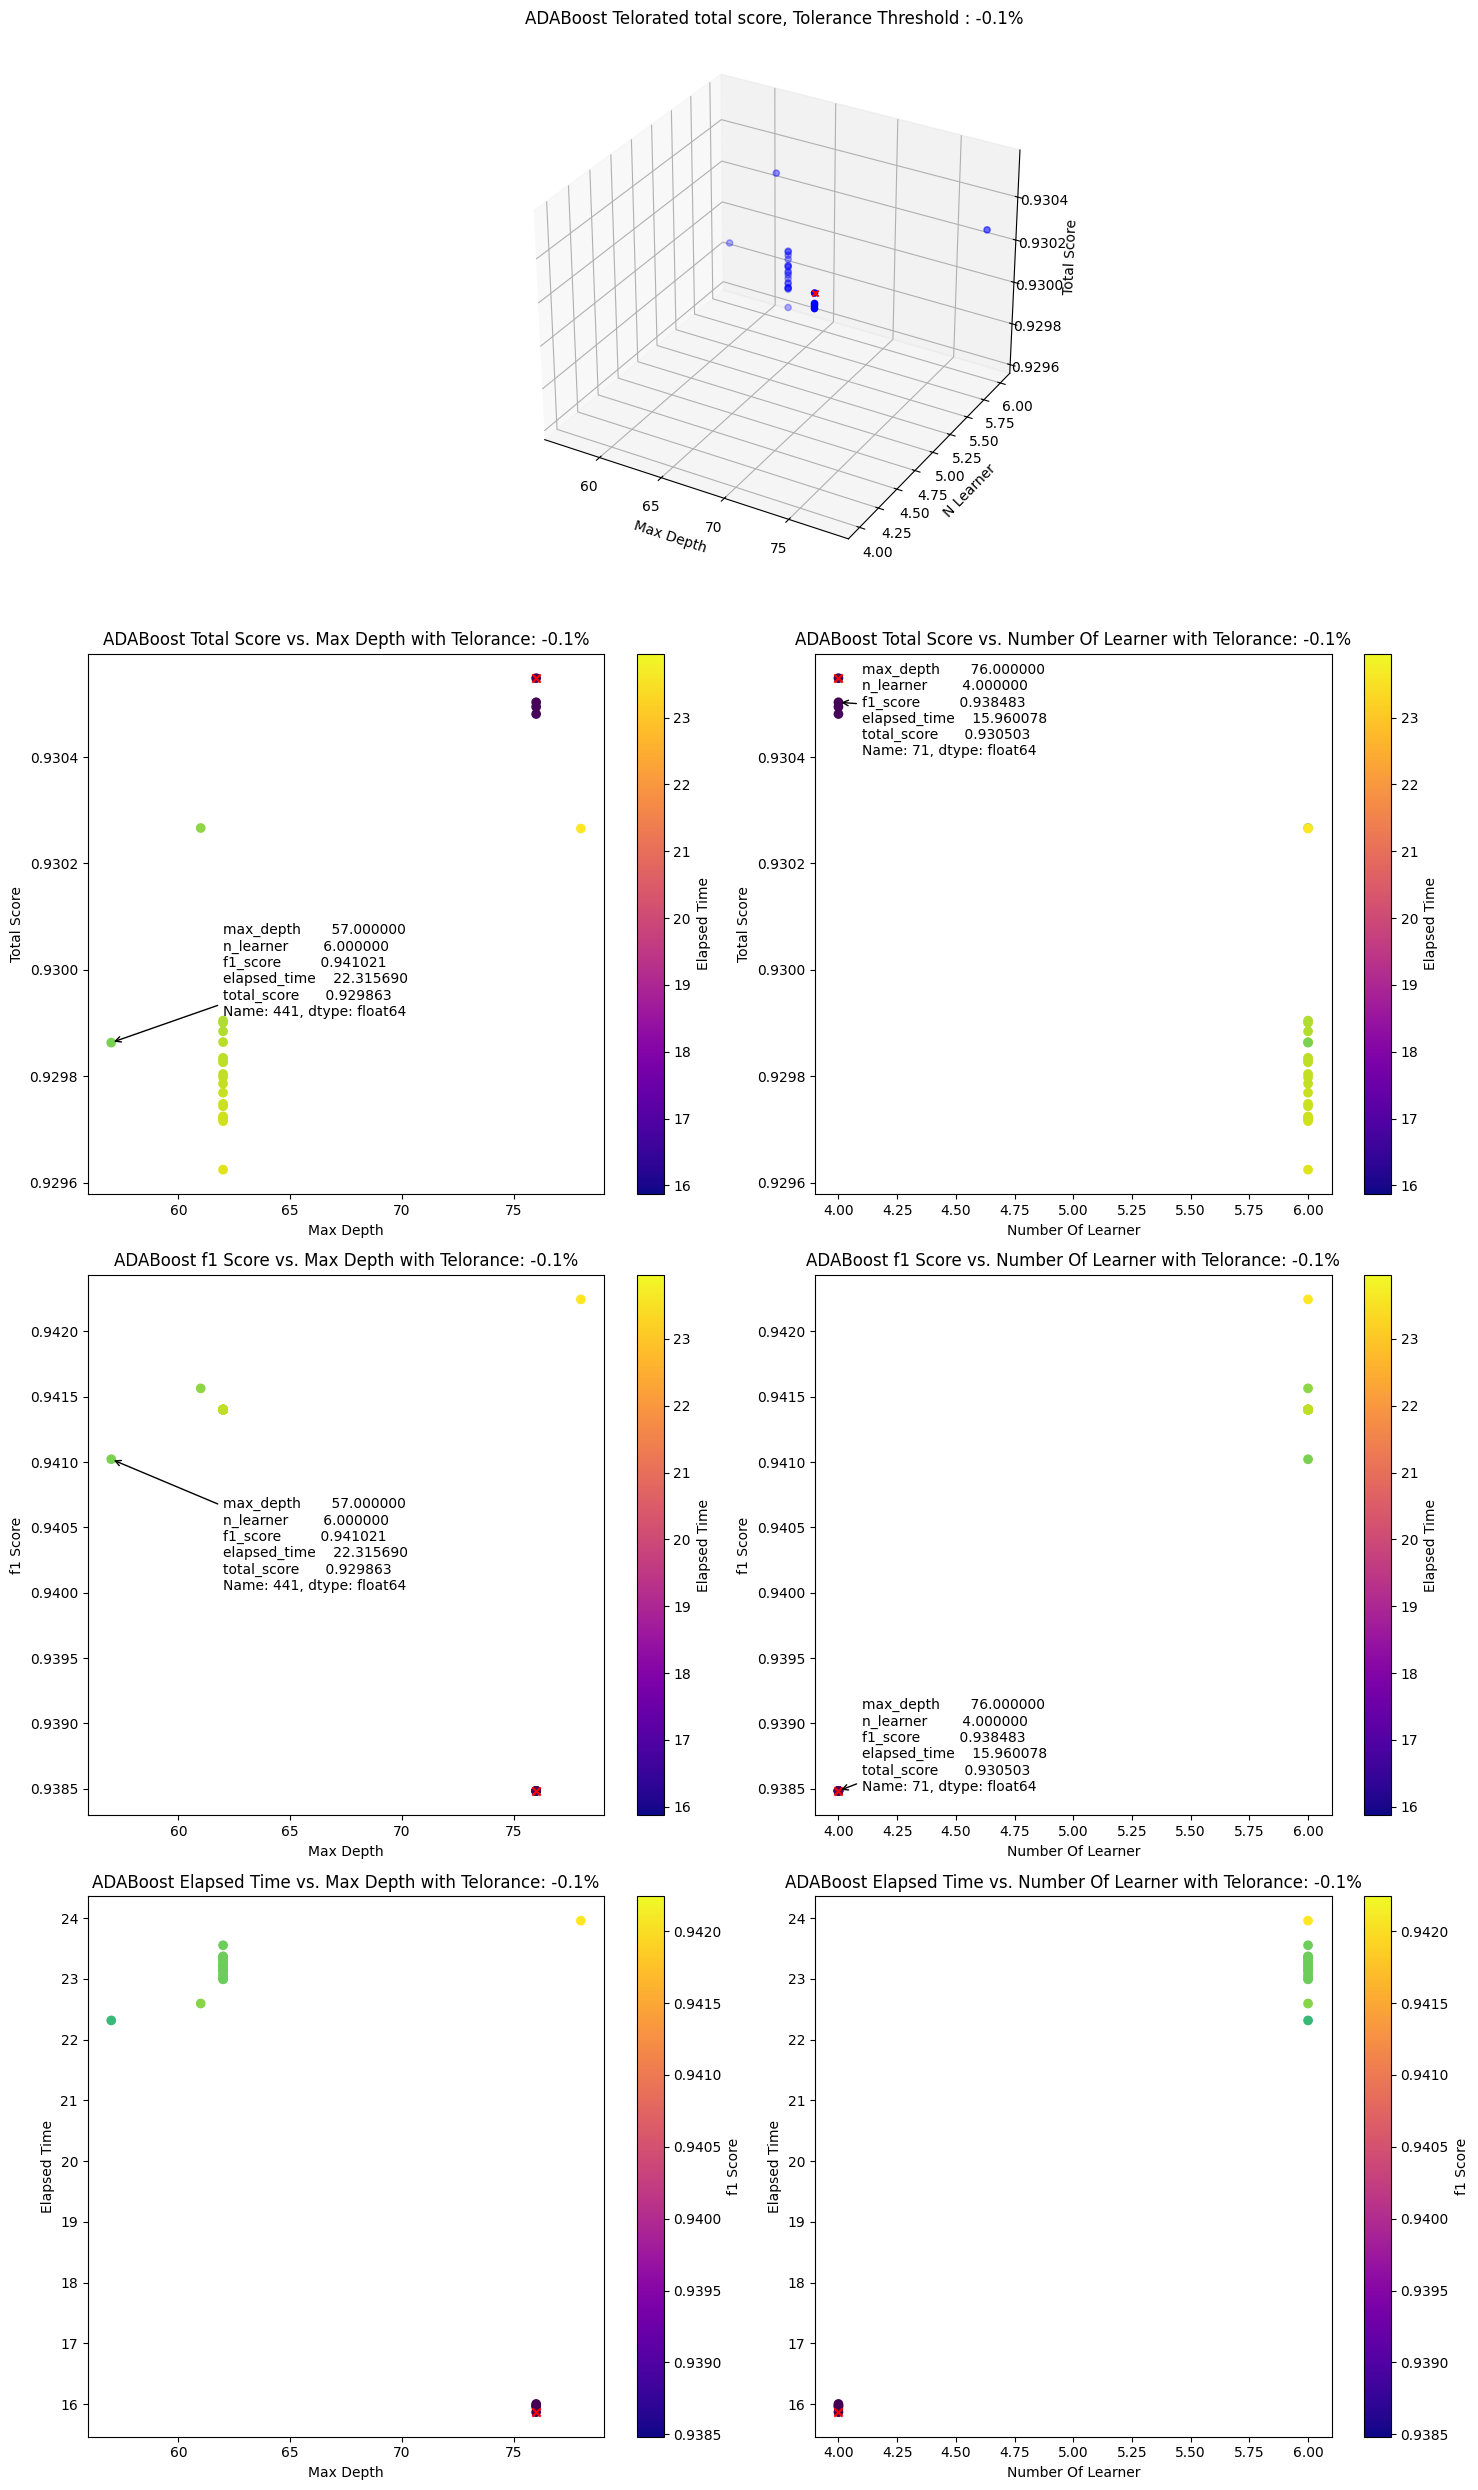 ADABoost Telorated total score, Tolerance Threshold : -0.1%
0.9304
0.9302
0.9300
0.9298
0.9296
Total Score
6.00
5.75
5.50
5.25
5.00
4.75
4.50
4.25
4.00
N Learner
60
65
70
75
Max Depth
ADABoost Total Score vs. Max Depth with Telorance: -0.1%
0.9304
0.9302
0.9300
0.9298
0.9296
Total Score
max_depth 57.000000
n_learner 6.000000
f1_score 0.941021
elapsed_time 22.315690
total_score 0.929863
Name: 441, dtype: float64
60 65 70 75
Max Depth
23
22
21
20
19
18
17
16
Elapsed Time
ADABoost Total Score vs. Number Of Learner with Telorance: -0.1%
max_depth 76.000000
n_learner 4.000000
f1_score 0.938483
elapsed_time 15.960078
total_score 0.930503
Name: 71, dtype: float64
0.9304
0.9302
0.9300
0.9298
0.9296
Total Score
4.00 4.25 4.50 4.75 5.00 5.25 5.50 5.75 6.00
Number Of Learner
23
22
21
20
19
18
17
16
Elapsed Time
ADABoost f1 Score vs. Max Depth with Telorance: -0.1%
0.9420
0.9415
0.9410
0.9405
0.9400
0.9395
0.9390
0.9385
f1 Score
max_depth 57.000000
n_learner 6.000000
f1_score 0.941021
elapsed_time 22.315690
total_score 0.929863
Name: 441, dtype: float64
60 65 70 75
Max Depth
23
22
21
20
19
18
17
16
Elapsed Time
ADABoost f1 Score vs. Number Of Learner with Telorance: -0.1%
0.9420
0.9415
0.9410
0.9405
0.9400
0.9395
0.9390
0.9385
f1 Score
max_depth 76.000000
n_learner 4.000000
f1_score 0.938483
elapsed_time 15.960078
total_score 0.930503
Name: 71, dtype: float64
4.00 4.25 4.50 4.75 5.00 5.25 5.50 5.75 6.00
Number Of Learner
23
22
21
20
19
18
17
16
Elapsed Time
ADABoost Elapsed Time vs. Max Depth with Telorance: -0.1%
24
23
22
21
20
19
18
17
16
Elapsed Time
60 65 70 75
Max Depth
0.9420
0.9415
0.9410
0.9405
0.9400
0.9395
0.9390
0.9385
f1 Score
ADABoost Elapsed Time vs. Number Of Learner with Telorance: -0.1%
24
23
22
21
20
19
18
17
16
Elapsed Time
4.00 4.25 4.50 4.75 5.00 5.25 5.50 5.75 6.00
Number Of Learner
0.9420
0.9415
0.9410
0.9405
0.9400
0.9395
0.9390
0.9385
f1 Score